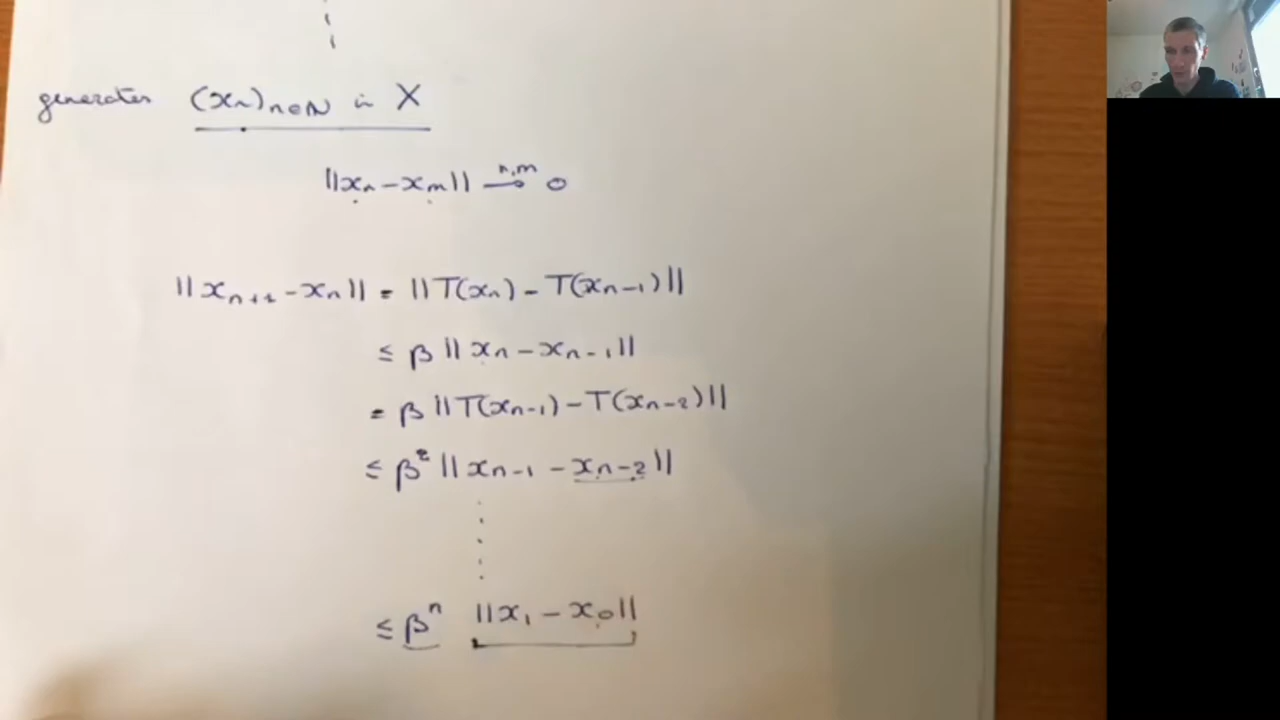 generates (xn)n∈N in X
||xn - xm|| →n,m 0
||xn+1 - xn|| = ||T(xn) - T(xn-1)||
≤ β ||xn - xn-1||
= β ||T(xn-1) - T(xn-2)||
≤ β² ||xn-1 - xn-2||
≤ βⁿ ||x1 - x0||